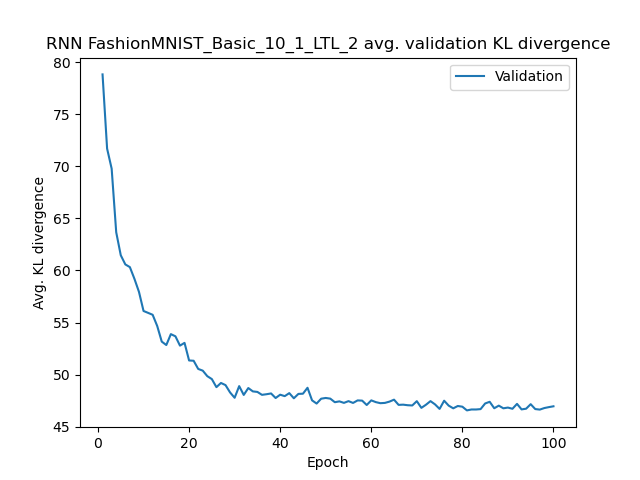 RNN FashionMNIST_Basic_10_1_LTL_2 avg. validation KL divergence
Validation
80
75
70
65
60
55
50
45
Avg. KL divergence
0 20 40 60 80 100
Epoch